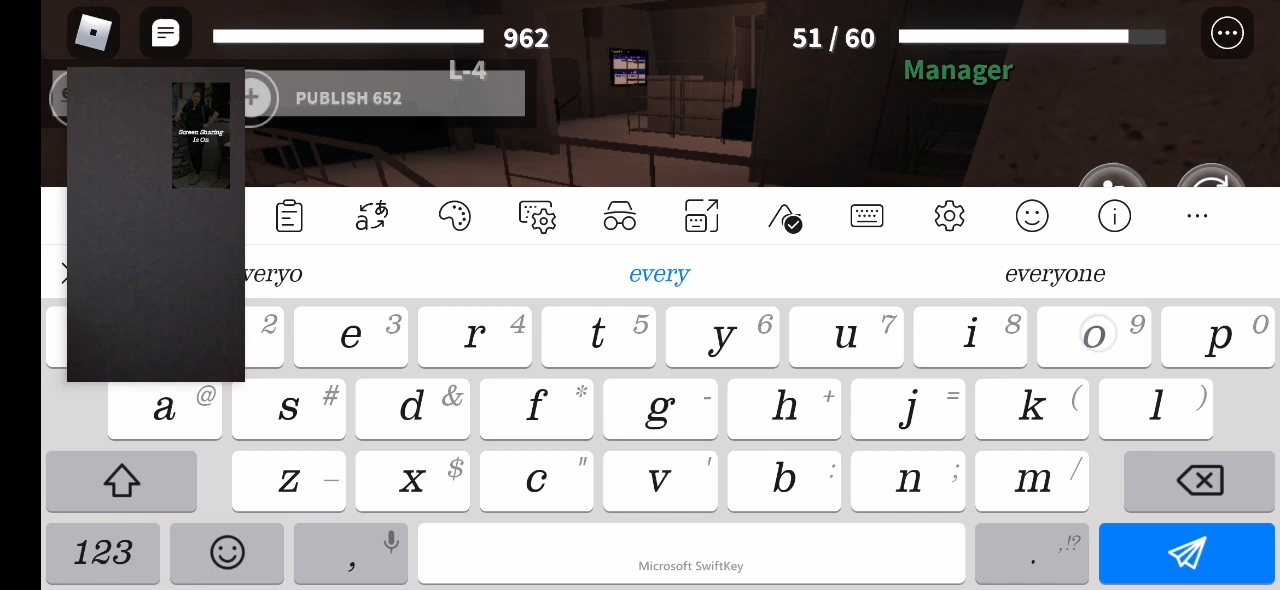 962
51 / 60
L-4
Manager
PUBLISH 652
Screen Sharing
Is On
veryo
every
everyone
2 e 3 r 4 t 5 y 6 u 7 i 8 o 9 p 0
a @ s # d & f * g - h + j = k ( l )
z _ x $ c " v ' b : n ; m /
123 , . ,!?
Microsoft SwiftKey